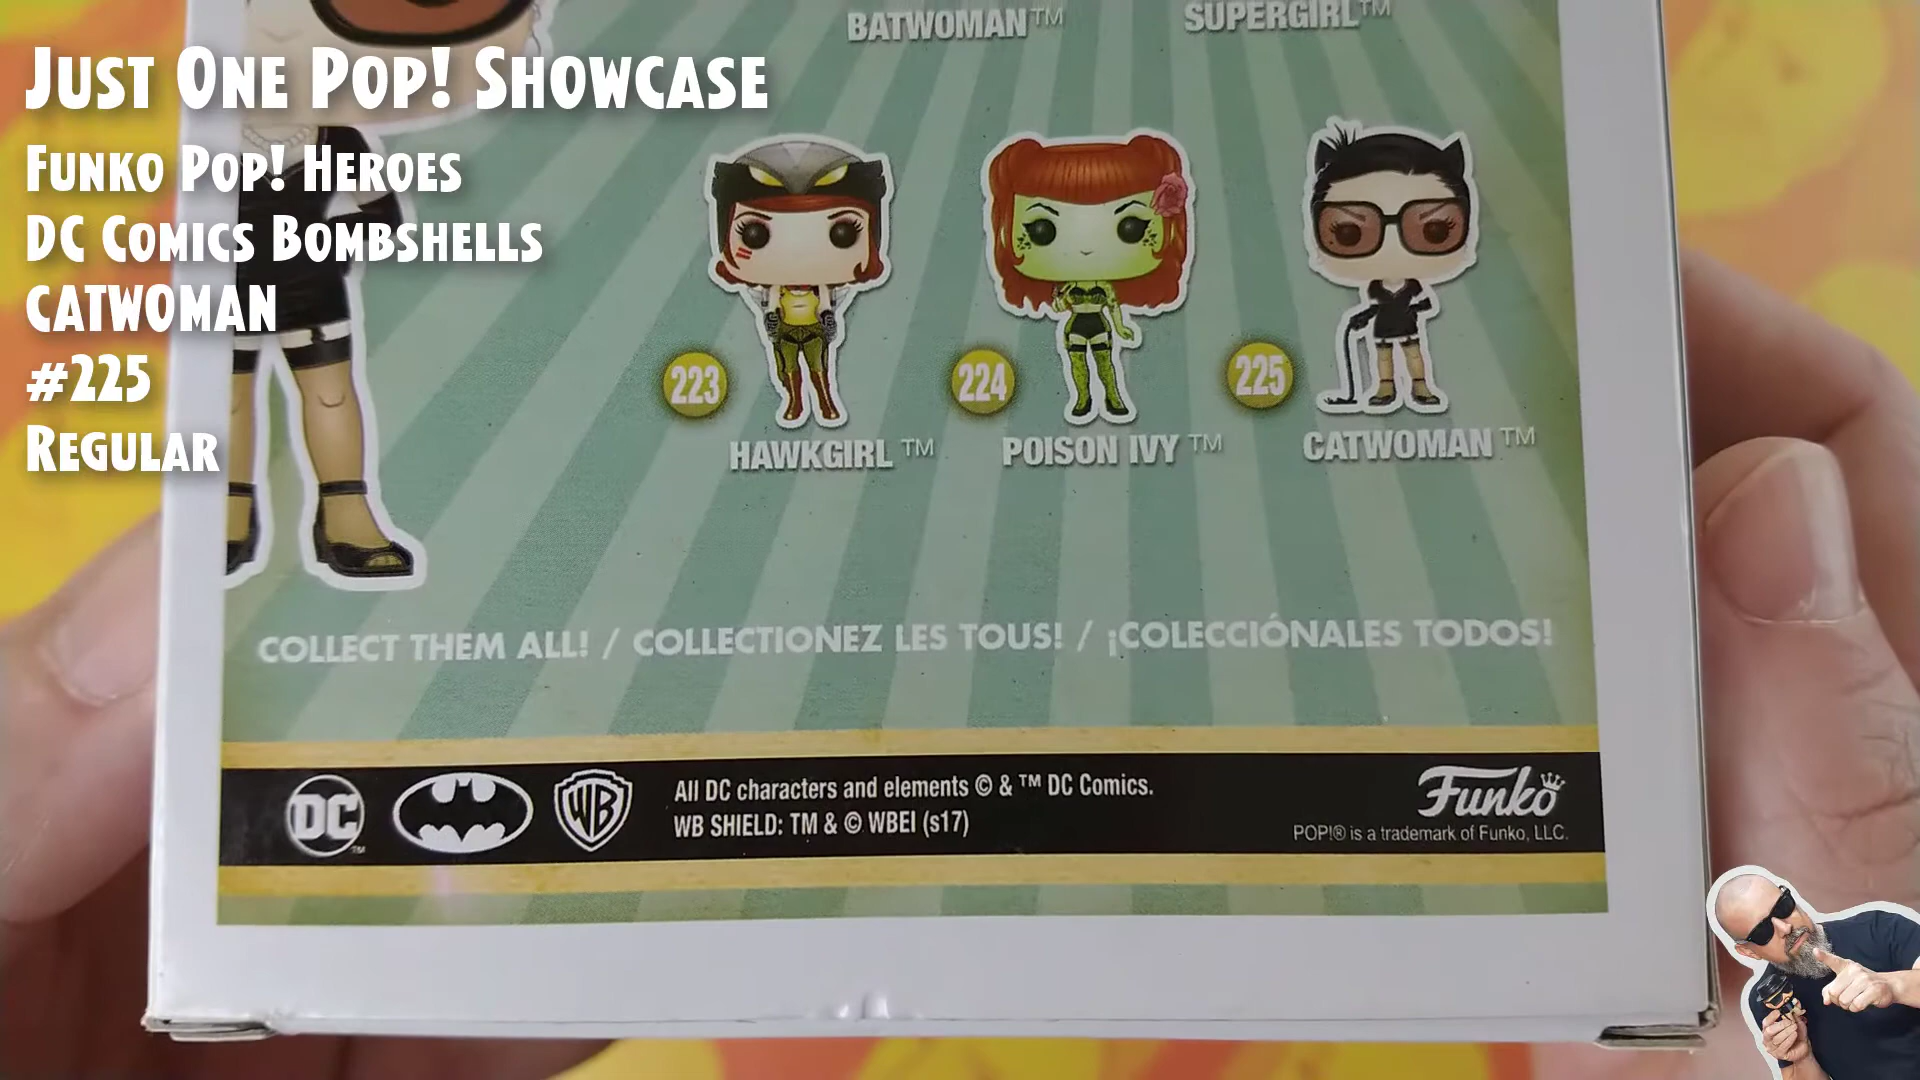 JUST ONE POP! SHOWCASE
FUNKO POP! HEROES
DC COMICS BOMBSHELLS
CATWOMAN
#225
REGULAR
BATWOMAN™ SUPERGIRL™
223 224 225
HAWKGIRL™ POISON IVY™ CATWOMAN™
COLLECT THEM ALL! / COLLECTIONEZ LES TOUS! / ¡COLECCIÓNALES TODOS!
DC™ WB All DC characters and elements © & ™ DC Comics.
WB SHIELD: TM & © WBEI (s17)
Funko
POP!® is a trademark of Funko, LLC.